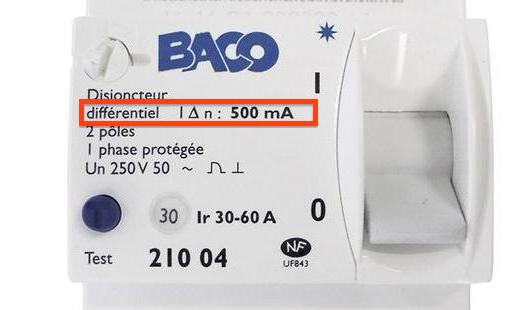 BACO
I
Disjoncteur
différentiel I Δ n : 500 mA
2 pôles
1 phase protégée
Un 250 V 50 ~
30 Ir 30-60 A 0
NF
Test 210 04 UF843